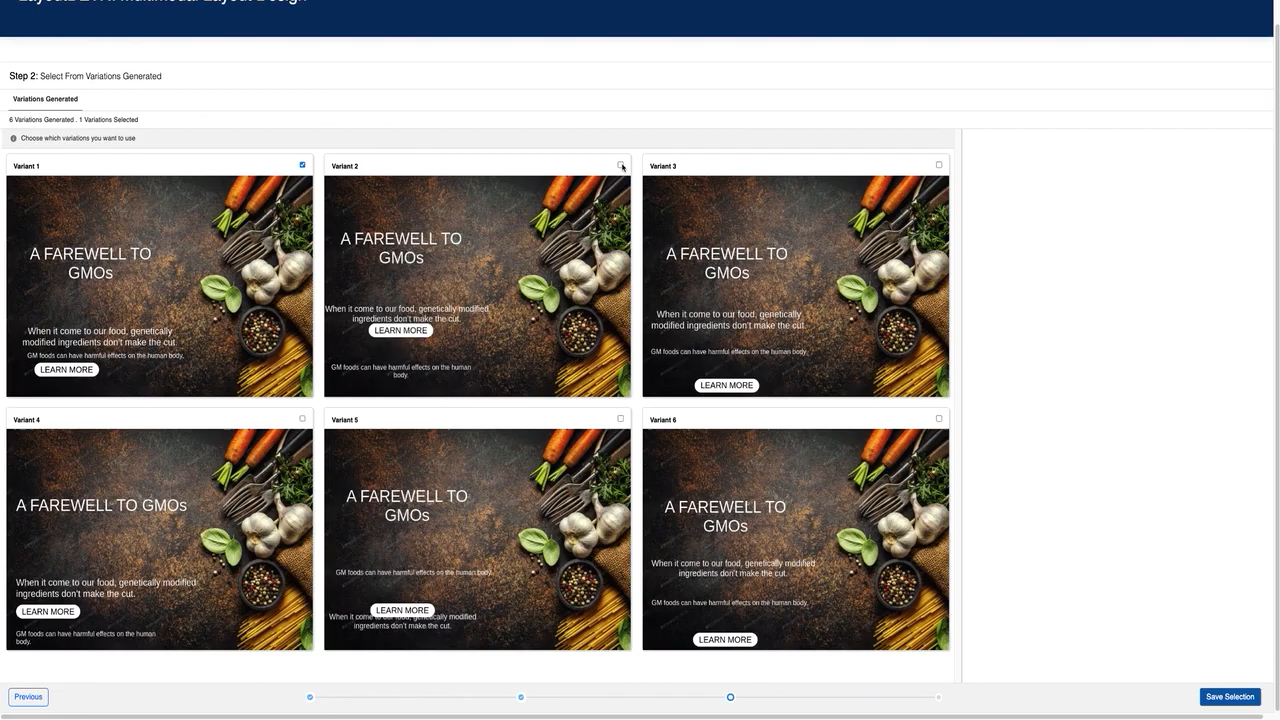 Step 2: Select From Variations Generated
Variations Generated
6 Variations Generated . 1 Variations Selected
Choose which variations you want to use
Variant 1
A FAREWELL TO
GMOs
When it come to our food, genetically
modified ingredients don't make the cut.
GM foods can have harmful effects on the human body.
LEARN MORE
Variant 2
A FAREWELL TO
GMOs
When it come to our food, genetically modified
ingredients don't make the cut.
LEARN MORE
GM foods can have harmful effects on the human
body.
Variant 3
A FAREWELL TO
GMOs
When it come to our food, genetically
modified ingredients don't make the cut.
GM foods can have harmful effects on the human body.
LEARN MORE
Variant 4
A FAREWELL TO GMOs
When it come to our food, genetically modified
ingredients don't make the cut.
LEARN MORE
GM foods can have harmful effects on the human
body.
Variant 5
A FAREWELL TO
GMOs
GM foods can have harmful effects on the human body.
LEARN MORE
When it come to our food, genetically modified
ingredients don't make the cut.
Variant 6
A FAREWELL TO
GMOs
When it come to our food, genetically modified
ingredients don't make the cut.
GM foods can have harmful effects on the human body.
LEARN MORE
Previous
Save Selection